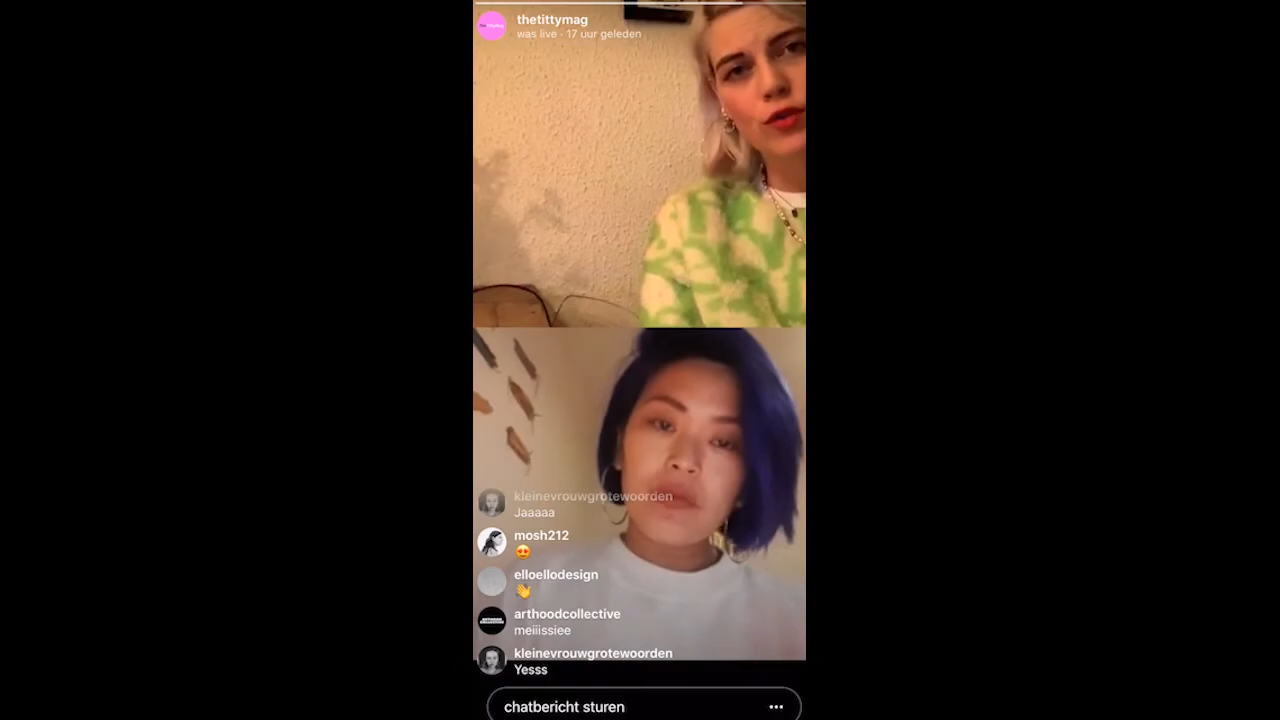 thetittymag
was live · 17 uur geleden
kleinevrouwgrotewoorden
Jaaaaa
mosh212
😍
elloellodesign
👋
arthoodcollective
meiiissiee
kleinevrouwgrotewoorden
Yesss
chatbericht sturen